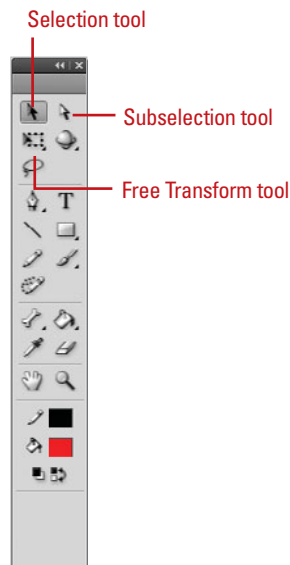 Selection tool
Subselection tool
Free Transform tool
T